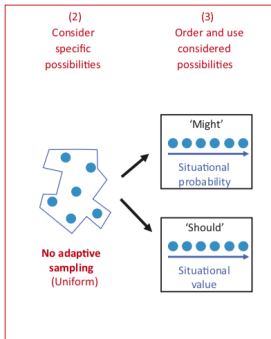 (2)
Consider
specific
possibilities
(3)
Order and use
considered
possibilities
'Might'
Situational
probability
'Should'
Situational
value
No adaptive
sampling
(Uniform)